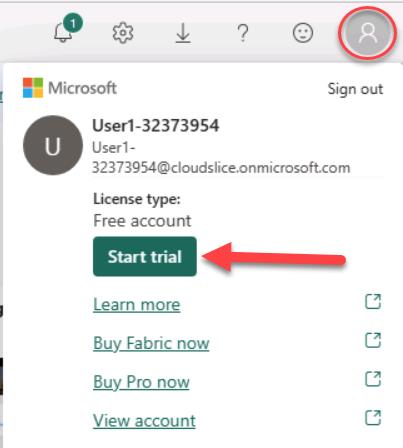 1
?
Microsoft
Sign out
U
User1-32373954
User1-
32373954@cloudslice.onmicrosoft.com
License type:
Free account
Start trial
Learn more
Buy Fabric now
Buy Pro now
View account